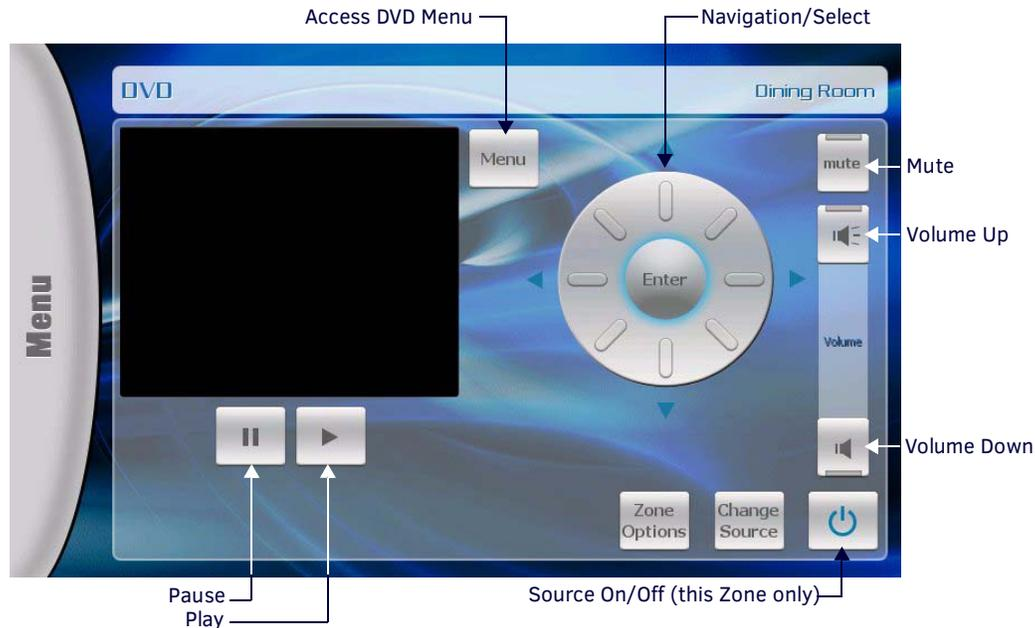 Access DVD Menu
Navigation/Select
DVD
Dining Room
Menu
mute
Mute
Volume Up
Enter
Menu
Volume
Volume Down
Zone
Options
Change
Source
Pause
Play
Source On/Off (this Zone only)